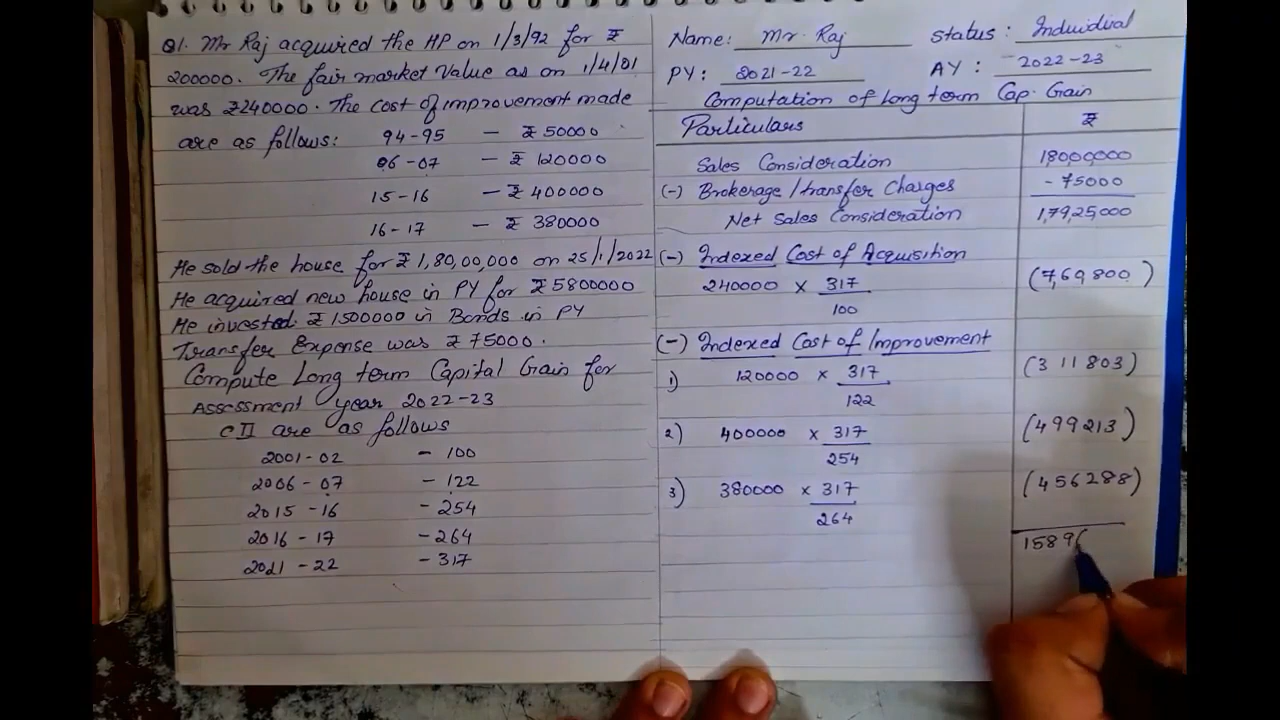 Q1. Mr Raj acquired the HP on 1/3/92 for ₹
200000. The fair market value as on 1/4/01
was ₹240000. The cost of improvement made
are as follows: 94-95 – ₹ 50000
06-07 – ₹ 120000
15-16 – ₹ 400000
16-17 – ₹ 380000
He sold the house for ₹ 1,80,00,000 on 25/1/2022
He acquired new house in PY for ₹ 5800000
He invested ₹ 1500000 in Bonds in PY
Transfer Expense was ₹ 75000.
Compute Long term Capital Gain for
Assessment year 2022-23
CII are as follows
2001-02 – 100
2006-07 – 122
2015-16 – 254
2016-17 – 264
2021-22 – 317
Name: Mr. Raj Status: Individual
PY: 2021-22 AY: 2022-23
Computation of Long term Cap. Gain
Particulars ₹
Sales Consideration 18000000
(-) Brokerage/transfer Charges - 75000
Net Sales Consideration 1,79,25,000
(-) Indexed Cost of Acquisition
240000 × 317 (7,69,800)
100
(-) Indexed Cost of Improvement
1) 120000 × 317 (311803)
122
2) 400000 × 317 (499213)
254
3) 380000 × 317 (456288)
264
1589